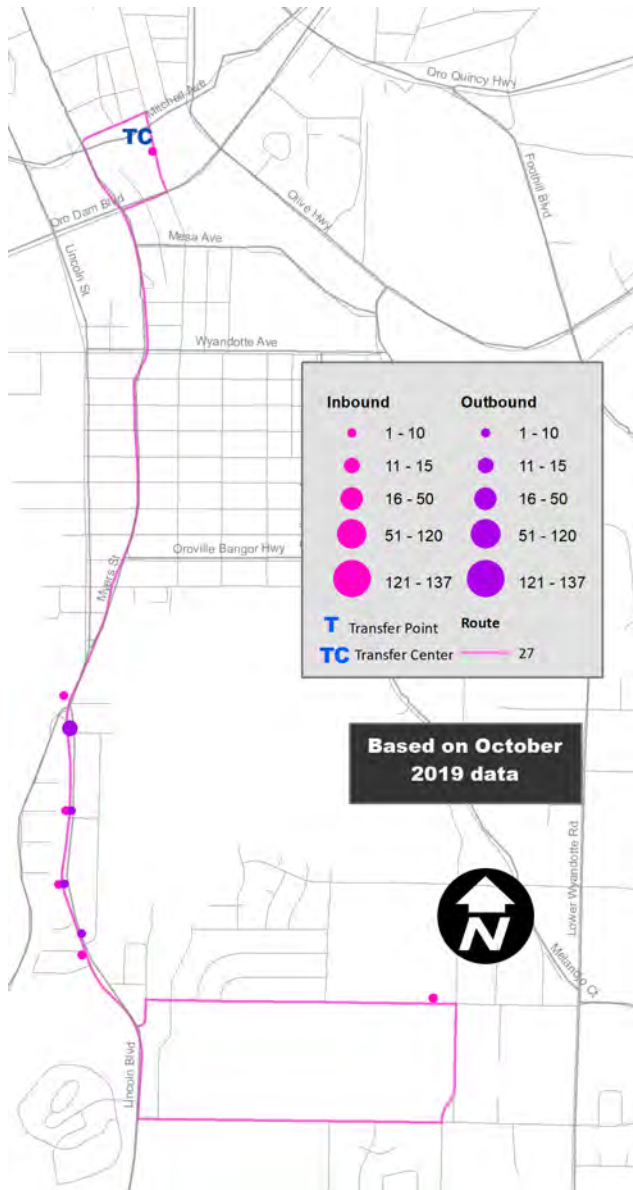 Oro Quincy Hwy
Mitchell Ave
TC
Foothill Blvd
Olive Hwy
Oro Dam Blvd
Mesa Ave
Lincoln St
Wyandotte Ave
Inbound Outbound
1 - 10 1 - 10
11 - 15 11 - 15
16 - 50 16 - 50
51 - 120 51 - 120
121 - 137 121 - 137
T Transfer Point Route
TC Transfer Center 27
Oroville Bangor Hwy
Myers St
Based on October
2019 data
Lower Wyandotte Rd
N
Melanbjo Ct
Lincoln Blvd